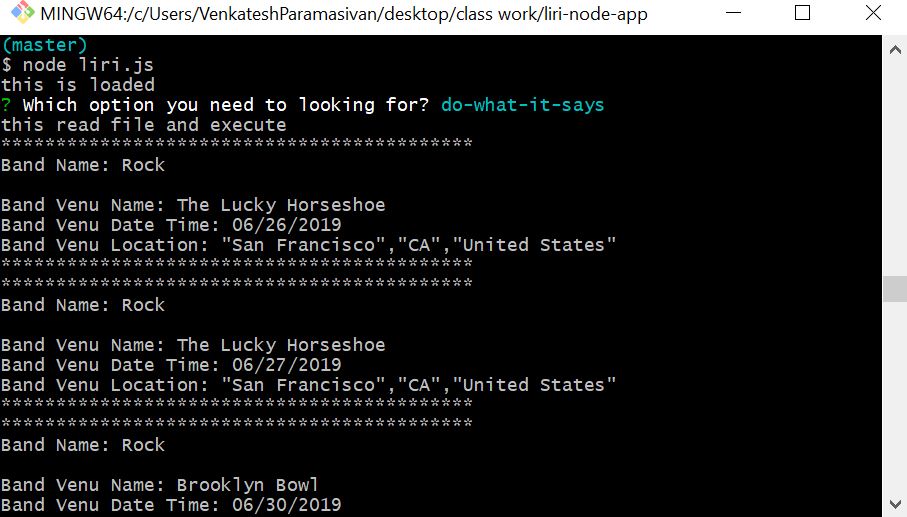 MINGW64:/c/Users/VenkateshParamasivan/desktop/class work/liri-node-app
(master)
$ node liri.js
this is loaded
? Which option you need to looking for? do-what-it-says
this read file and execute
*******************************************
Band Name: Rock
Band Venu Name: The Lucky Horseshoe
Band Venu Date Time: 06/26/2019
Band Venu Location: "San Francisco","CA","United States"
*******************************************
*******************************************
Band Name: Rock
Band Venu Name: The Lucky Horseshoe
Band Venu Date Time: 06/27/2019
Band Venu Location: "San Francisco","CA","United States"
*******************************************
*******************************************
Band Name: Rock
Band Venu Name: Brooklyn Bowl
Band Venu Date Time: 06/30/2019